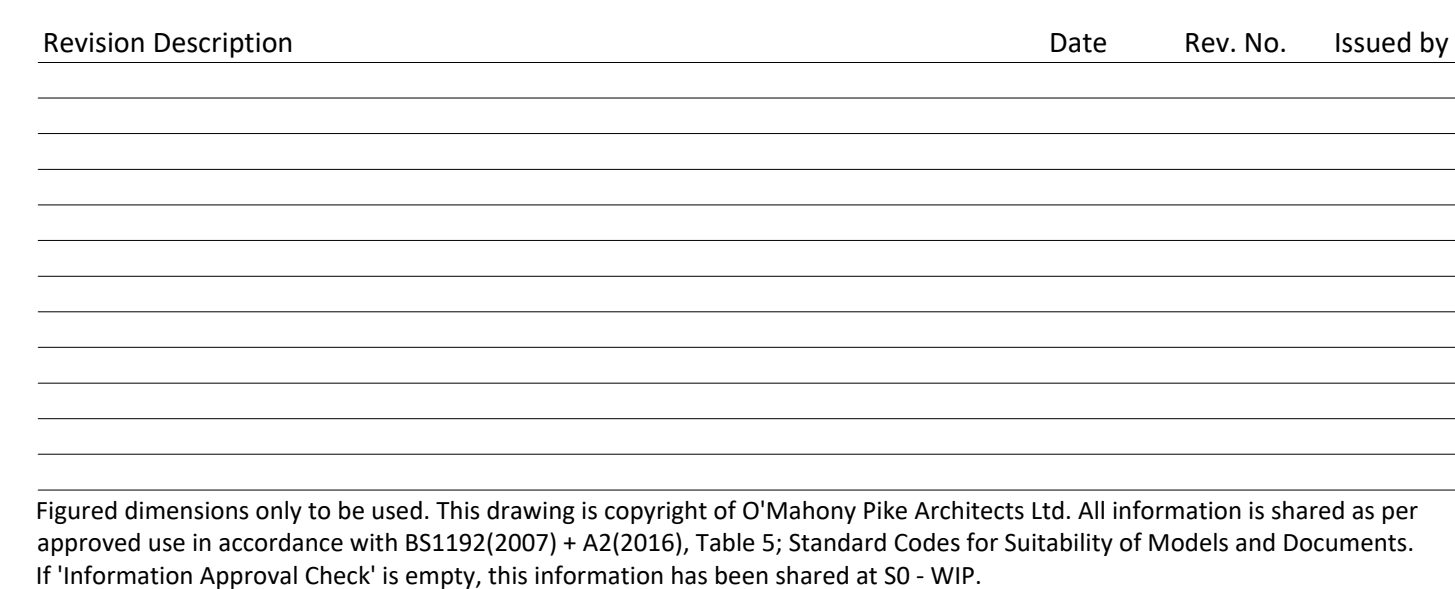 Revision Description Date Rev. No. Issued by
Figured dimensions only to be used. This drawing is copyright of O'Mahony Pike Architects Ltd. All information is shared as per
approved use in accordance with BS1192(2007) + A2(2016), Table 5; Standard Codes for Suitability of Models and Documents.
If 'Information Approval Check' is empty, this information has been shared at S0 - WIP.